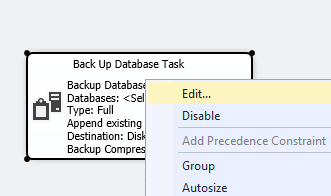 Back Up Database Task
Backup Database
Databases: <Sel
Type: Full
Append existing
Destination: Disk
Backup Compres
Edit...
Disable
Add Precedence Constraint
Group
Autosize